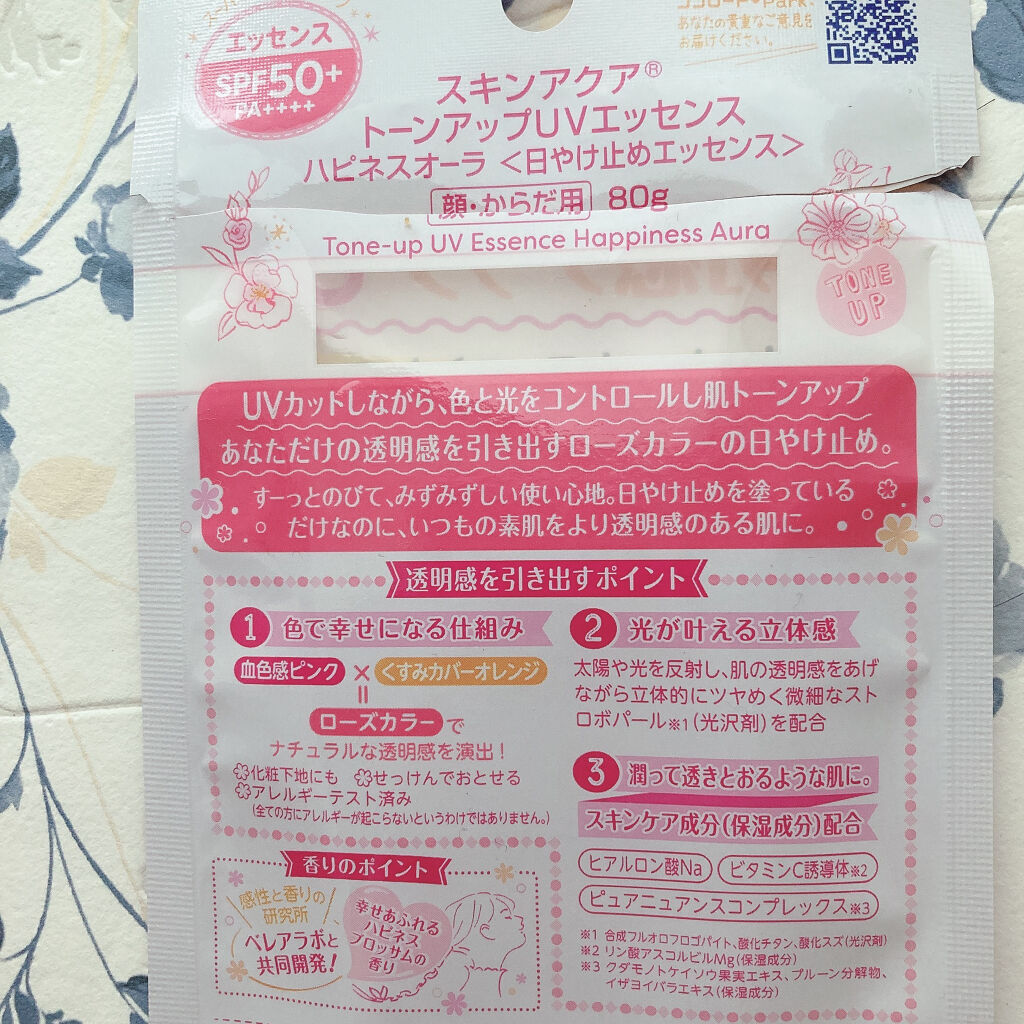 エッセンス
SPF50+
PA++++
あなたの貴重なご意見を
お届けください。
スキンアクア®
トーンアップUVエッセンス
ハピネスオーラ＜日やけ止めエッセンス＞
顔・からだ用 80g
Tone-up UV Essence Happiness Aura
TONE
UP
UVカットしながら、色と光をコントロールし肌トーンアップ
あなただけの透明感を引き出すローズカラーの日やけ止め。
すーっとのびて、みずみずしい使い心地。日やけ止めを塗っている
だけなのに、いつもの素肌をより透明感のある肌に。
透明感を引き出すポイント
1 色で幸せになる仕組み
血色感ピンク×くすみカバーオレンジ
=
ローズカラーで
ナチュラルな透明感を演出！
化粧下地にも せっけんでおとせる
アレルギーテスト済み
(全ての方にアレルギーが起こらないというわけではありません。)
2 光が叶える立体感
太陽や光を反射し、肌の透明感をあげ
ながら立体的にツヤめく微細なスト
ロボパール※1(光沢剤)を配合
3 潤って透きとおるような肌に。
スキンケア成分(保湿成分)配合
ヒアルロン酸Na ビタミンC誘導体※2
ピュアニュアンスコンプレックス※3
※1 合成フルオロフロゴパイト、酸化チタン、酸化スズ(光沢剤)
※2 リン酸アスコルビルMg(保湿成分)
※3 クダモノトケイソウ果実エキス、プルーン分解物、
イザヨイバラエキス(保湿成分)
香りのポイント
感性と香りの
研究所
ベレアラボと
共同開発！
幸せあふれる
ハピネス
ブロッサムの
香り